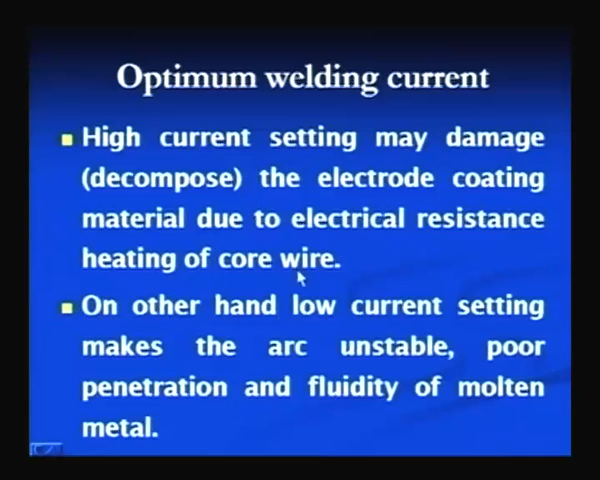 Optimum welding current
High current setting may damage
(decompose) the electrode coating
material due to electrical resistance
heating of core wire.
On other hand low current setting
makes the arc unstable, poor
penetration and fluidity of molten
metal.